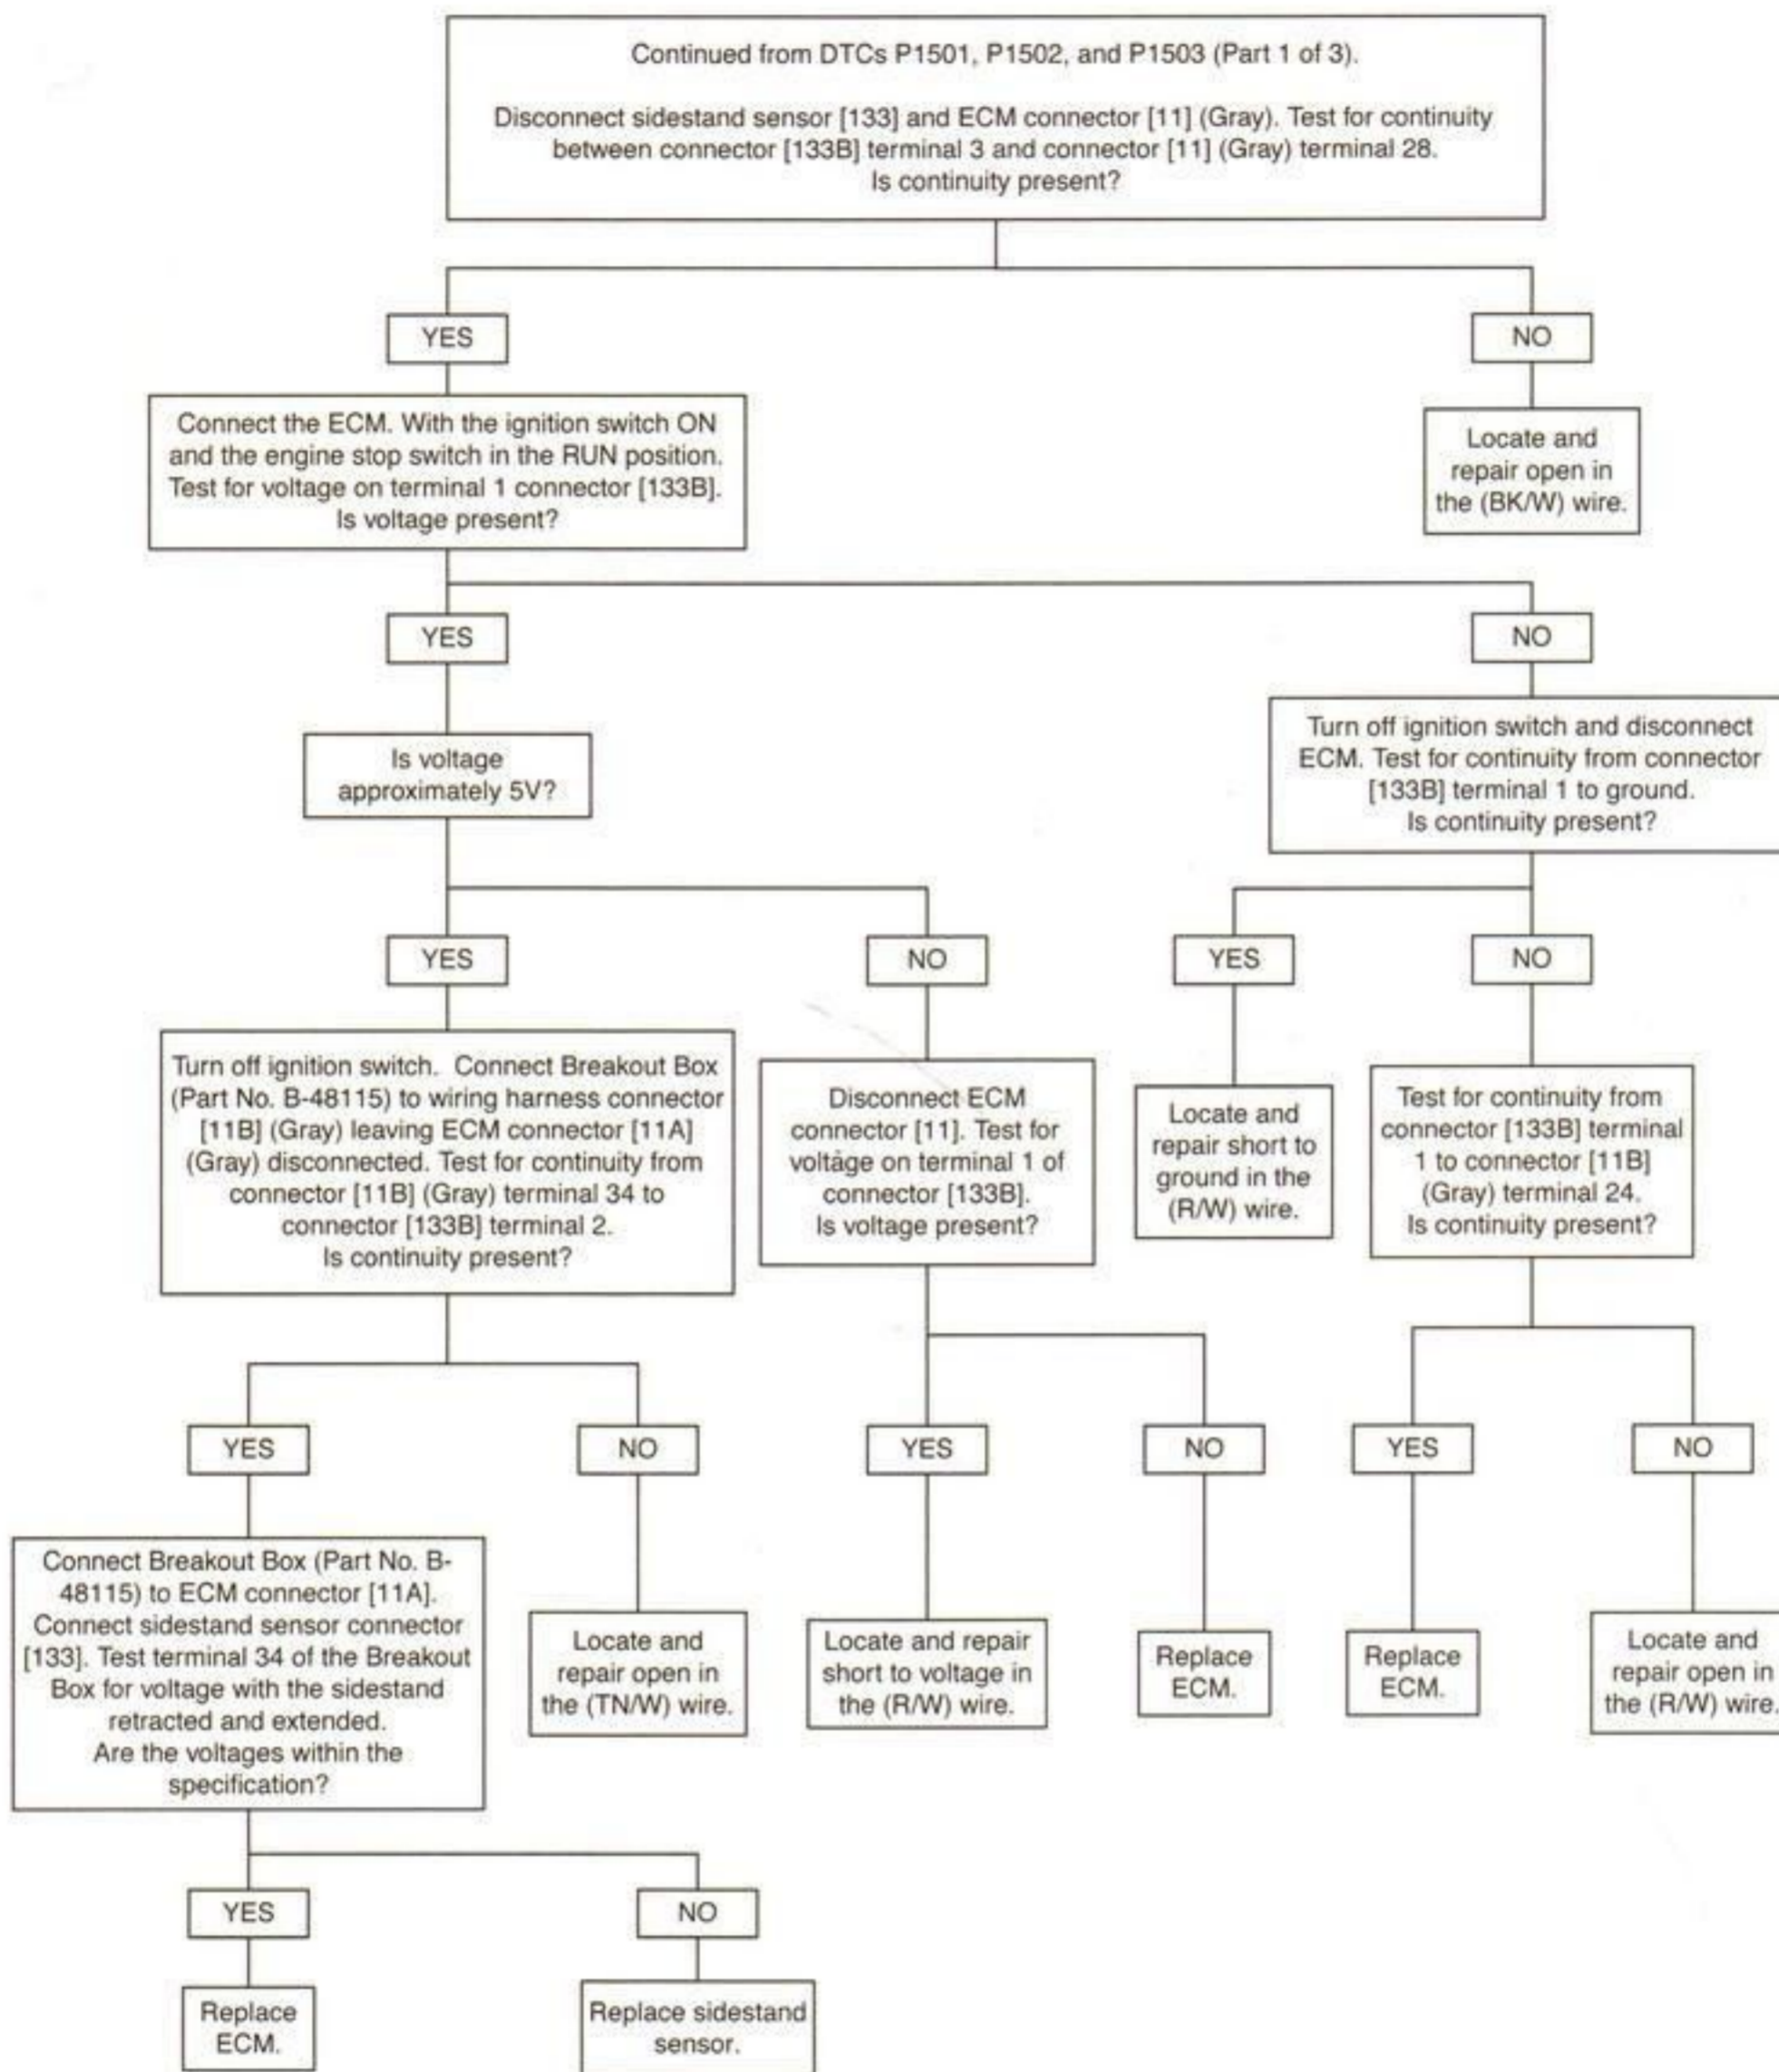 Continued from DTCs P1501, P1502, and P1503 (Part 1 of 3).
Disconnect sidestand sensor [133] and ECM connector [11] (Gray). Test for continuity
between connector [133B] terminal 3 and connector [11] (Gray) terminal 28.
Is continuity present?
YES
NO
Connect the ECM. With the ignition switch ON
and the engine stop switch in the RUN position.
Test for voltage on terminal 1 connector [133B].
Is voltage present?
Locate and
repair open in
the (BK/W) wire.
YES
NO
Is voltage
approximately 5V?
Turn off ignition switch and disconnect
ECM. Test for continuity from connector
[133B] terminal 1 to ground.
Is continuity present?
YES
NO
YES
NO
Turn off ignition switch. Connect Breakout Box
(Part No. B-48115) to wiring harness connector
[11B] (Gray) leaving ECM connector [11A]
(Gray) disconnected. Test for continuity from
connector [11B] (Gray) terminal 34 to
connector [133B] terminal 2.
Is continuity present?
Disconnect ECM
connector [11]. Test for
voltage on terminal 1 of
connector [133B].
Is voltage present?
Locate and
repair short to
ground in the
(R/W) wire.
Test for continuity from
connector [133B] terminal
1 to connector [11B]
(Gray) terminal 24.
Is continuity present?
YES
NO
YES
NO
YES
NO
Connect Breakout Box (Part No. B-
48115) to ECM connector [11A].
Connect sidestand sensor connector
[133]. Test terminal 34 of the Breakout
Box for voltage with the sidestand
retracted and extended.
Are the voltages within the
specification?
Locate and
repair open in
the (TN/W) wire.
Locate and repair
short to voltage in
the (R/W) wire.
Replace
ECM.
Replace
ECM.
Locate and
repair open in
the (R/W) wire.
YES
NO
Replace
ECM.
Replace sidestand
sensor.